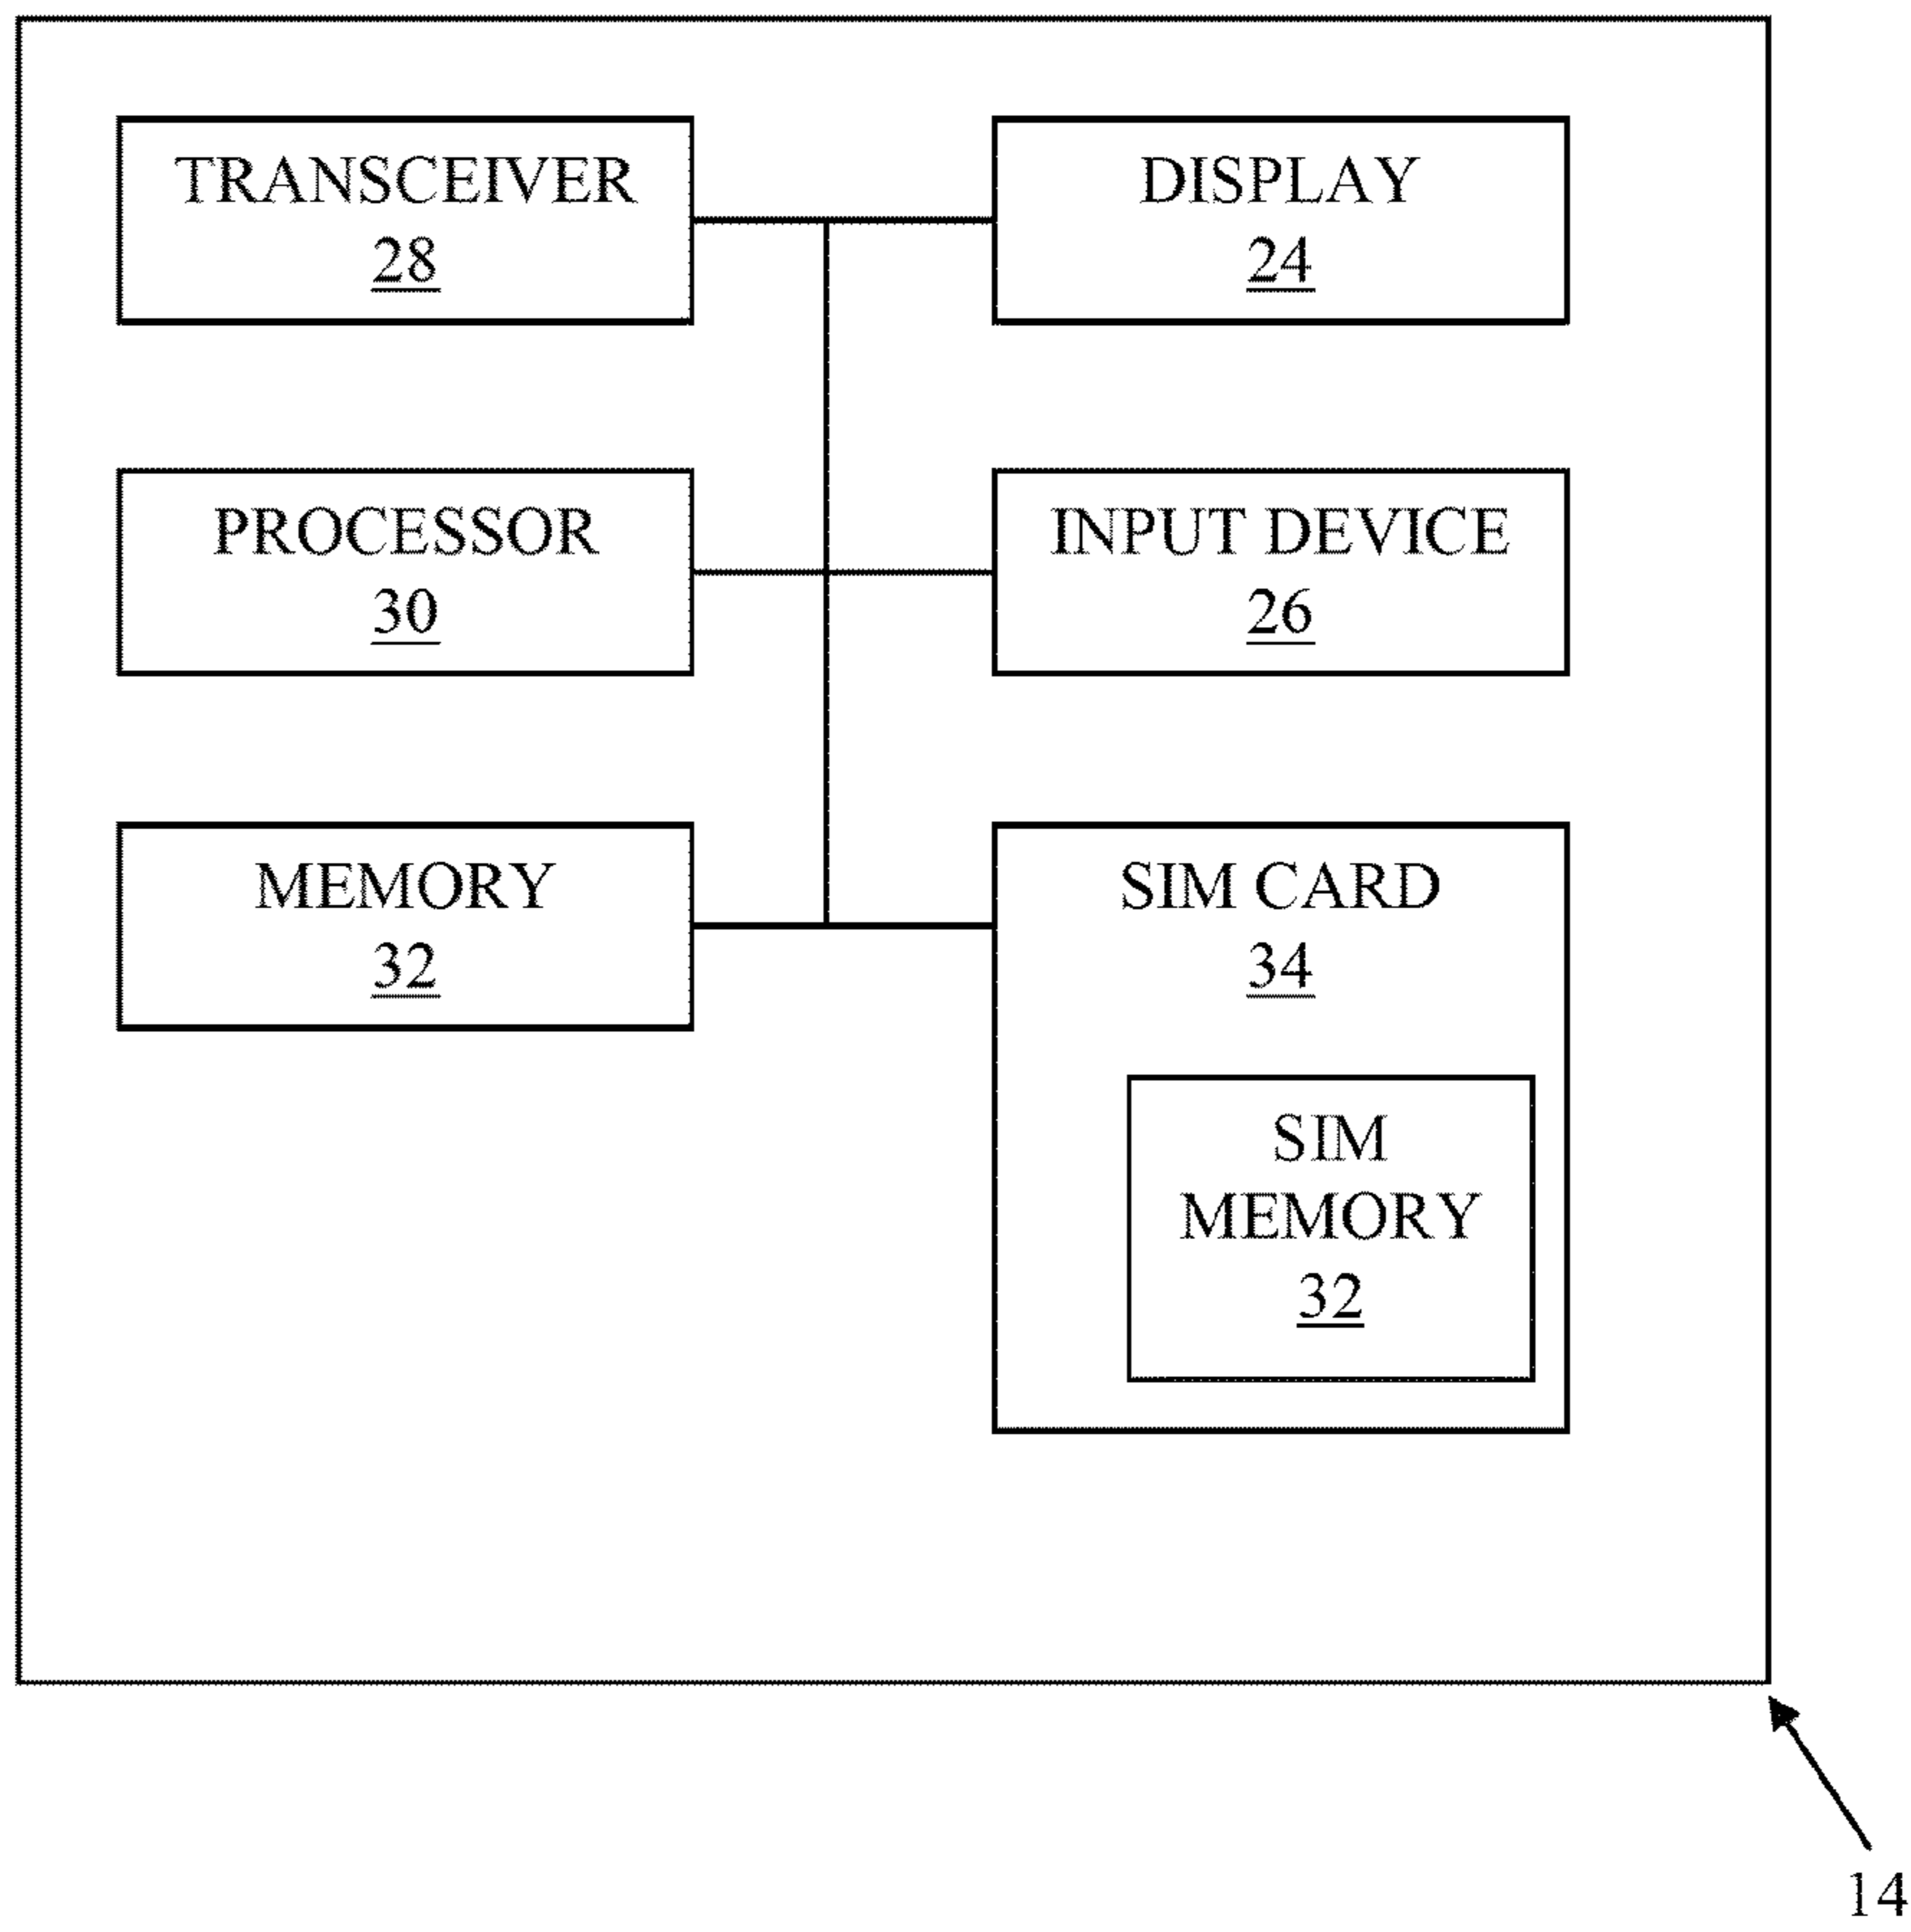 TRANSCEIVER
28
DISPLAY
24
PROCESSOR
30
INPUT DEVICE
26
MEMORY
32
SIM CARD
34
SIM
MEMORY
32
14